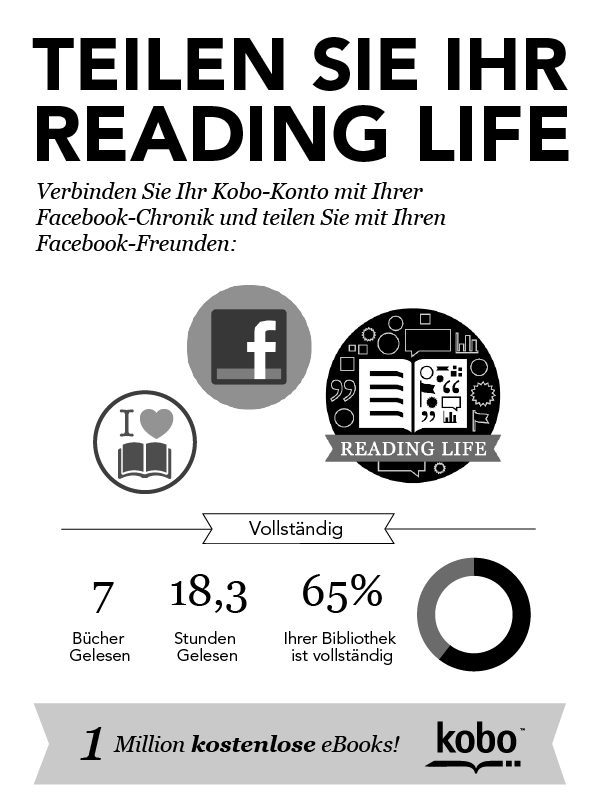 TEILEN SIE IHR
READING LIFE
Verbinden Sie Ihr Kobo-Konto mit Ihrer
Facebook-Chronik und teilen Sie mit Ihren
Facebook-Freunden:
f
I
READING LIFE
Vollständig
7
Bücher
Gelesen
18,3
Stunden
Gelesen
65%
Ihrer Bibliothek
ist vollständig
1 Million kostenlose eBooks!
kobo™